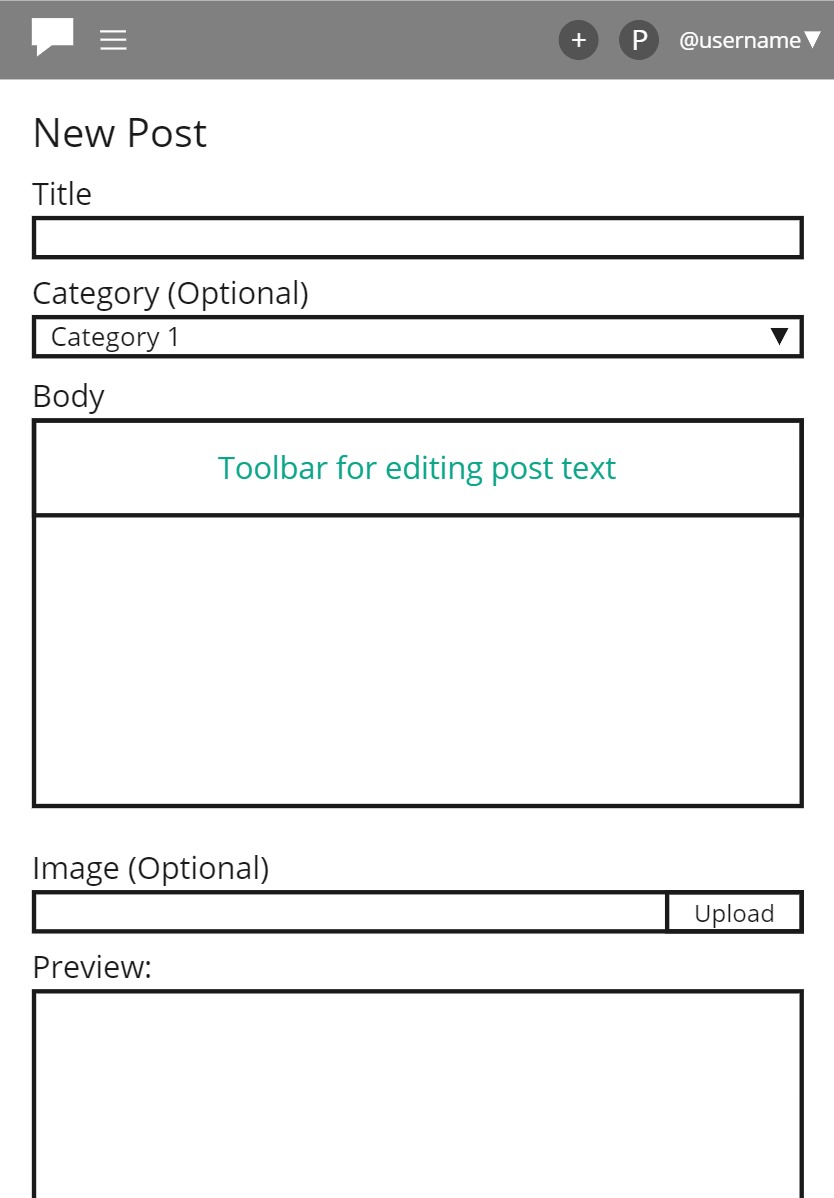 + P @username
New Post
Title
Category (Optional)
Category 1
Body
Toolbar for editing post text
Image (Optional)
Upload
Preview: